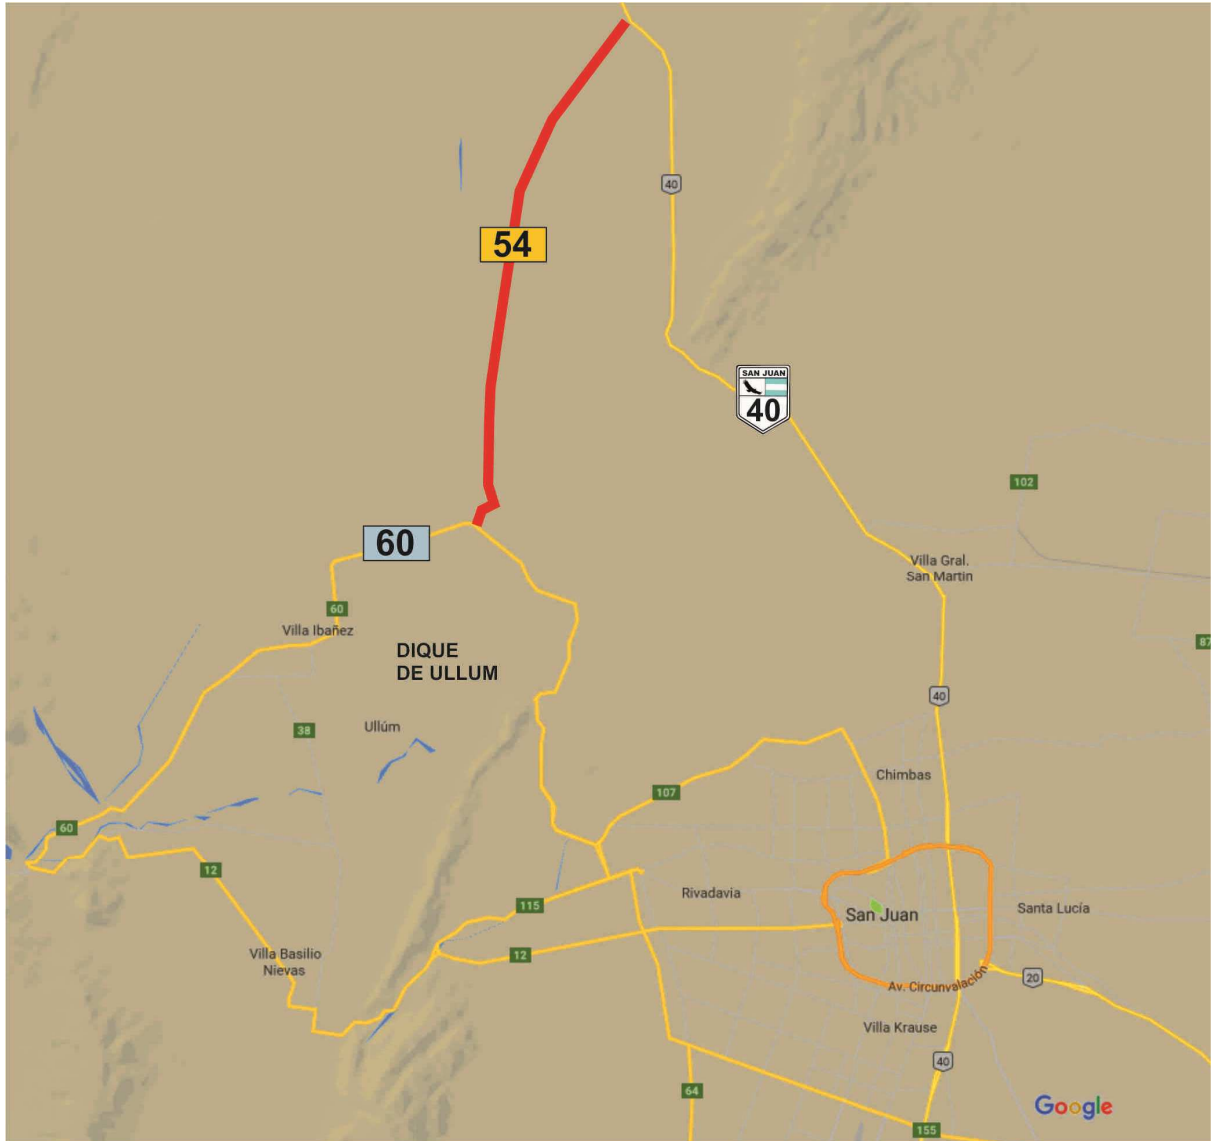 40
54
SAN JUAN
40
102
60
Villa Gral.
San Martin
60
Villa Ibañez
87
DIQUE
DE ULLUM
40
38
Ullúm
Chimbas
107
60
12
Rivadavia
115
San Juan
Santa Lucía
12
Villa Basilio
Nievas
20
Av. Circunvalación
Villa Krause
40
64
Google
155